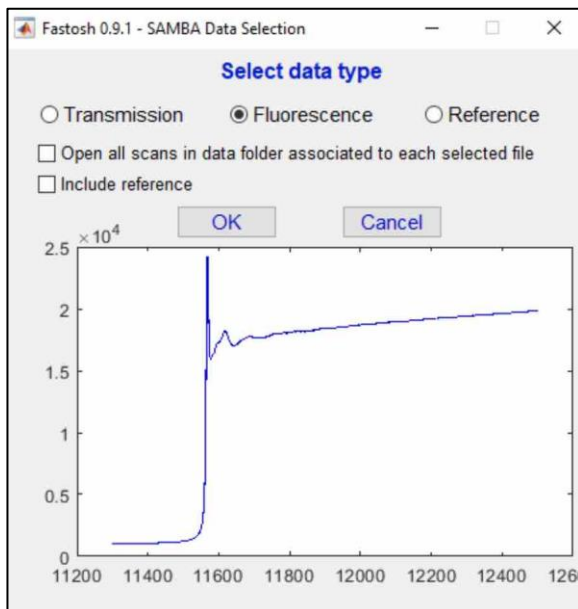 Fastosh 0.9.1 - SAMBA Data Selection
Select data type
Transmission Fluorescence Reference
Open all scans in data folder associated to each selected file
Include reference
OK Cancel
×10⁴
2.5
2
1.5
1
0.5
0
11200 11400 11600 11800 12000 12200 12400 1260